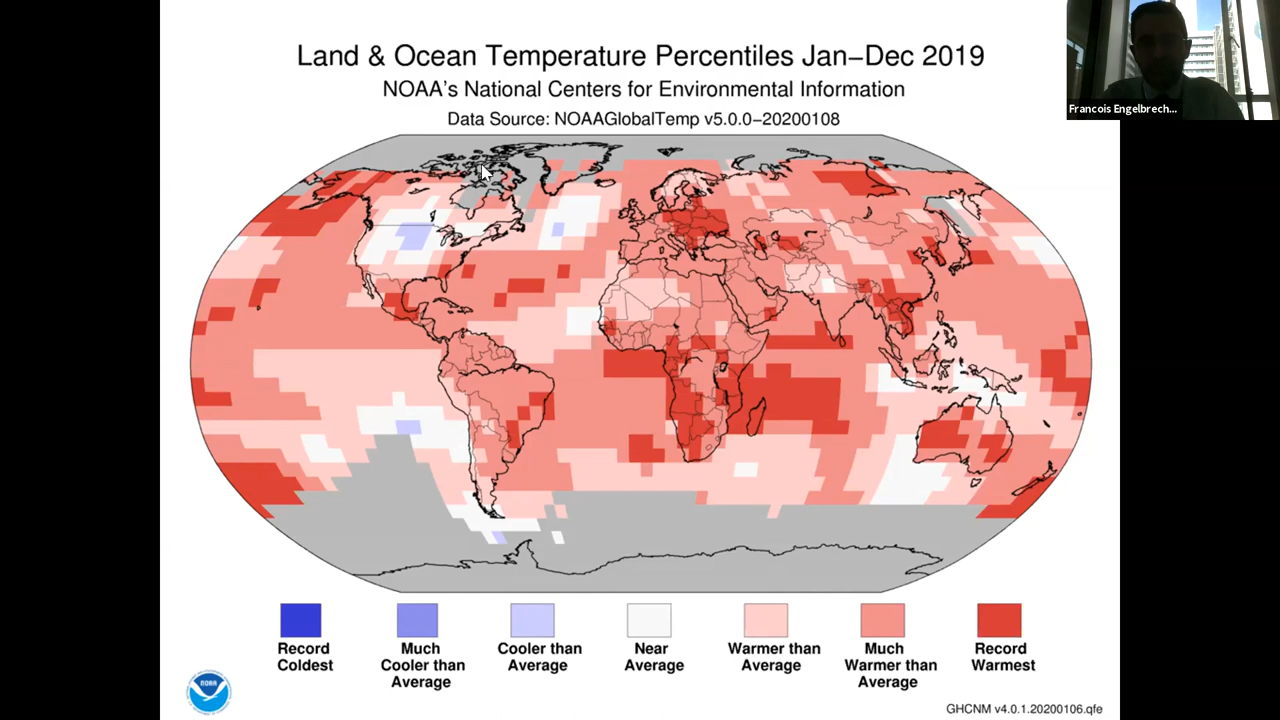 Land & Ocean Temperature Percentiles Jan–Dec 2019
NOAA's National Centers for Environmental Information
Data Source: NOAAGlobalTemp v5.0.0–20200108
Francois Engelbrech...
Record
Coldest
Much
Cooler than
Average
Cooler than
Average
Near
Average
Warmer than
Average
Much
Warmer than
Average
Record
Warmest
NOAA
GHCNM v4.0.1.20200106.qfe